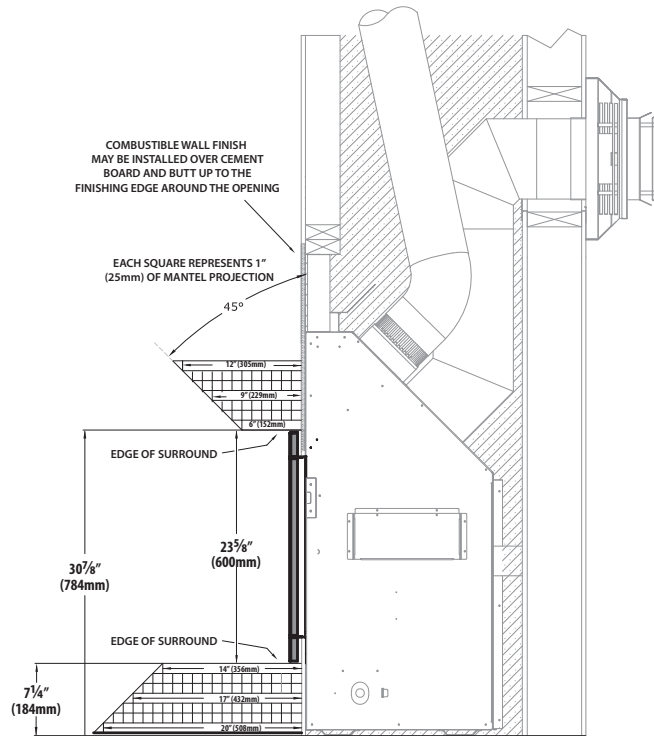 COMBUSTIBLE WALL FINISH
MAY BE INSTALLED OVER CEMENT
BOARD AND BUTT UP TO THE
FINISHING EDGE AROUND THE OPENING
EACH SQUARE REPRESENTS 1"
(25mm) OF MANTEL PROJECTION
45º
12" (305mm)
9" (229mm)
6" (152mm)
EDGE OF SURROUND
30⅞"
(784mm)
23⅝"
(600mm)
EDGE OF SURROUND
14" (356mm)
17" (432mm)
20" (508mm)
7¼"
(184mm)